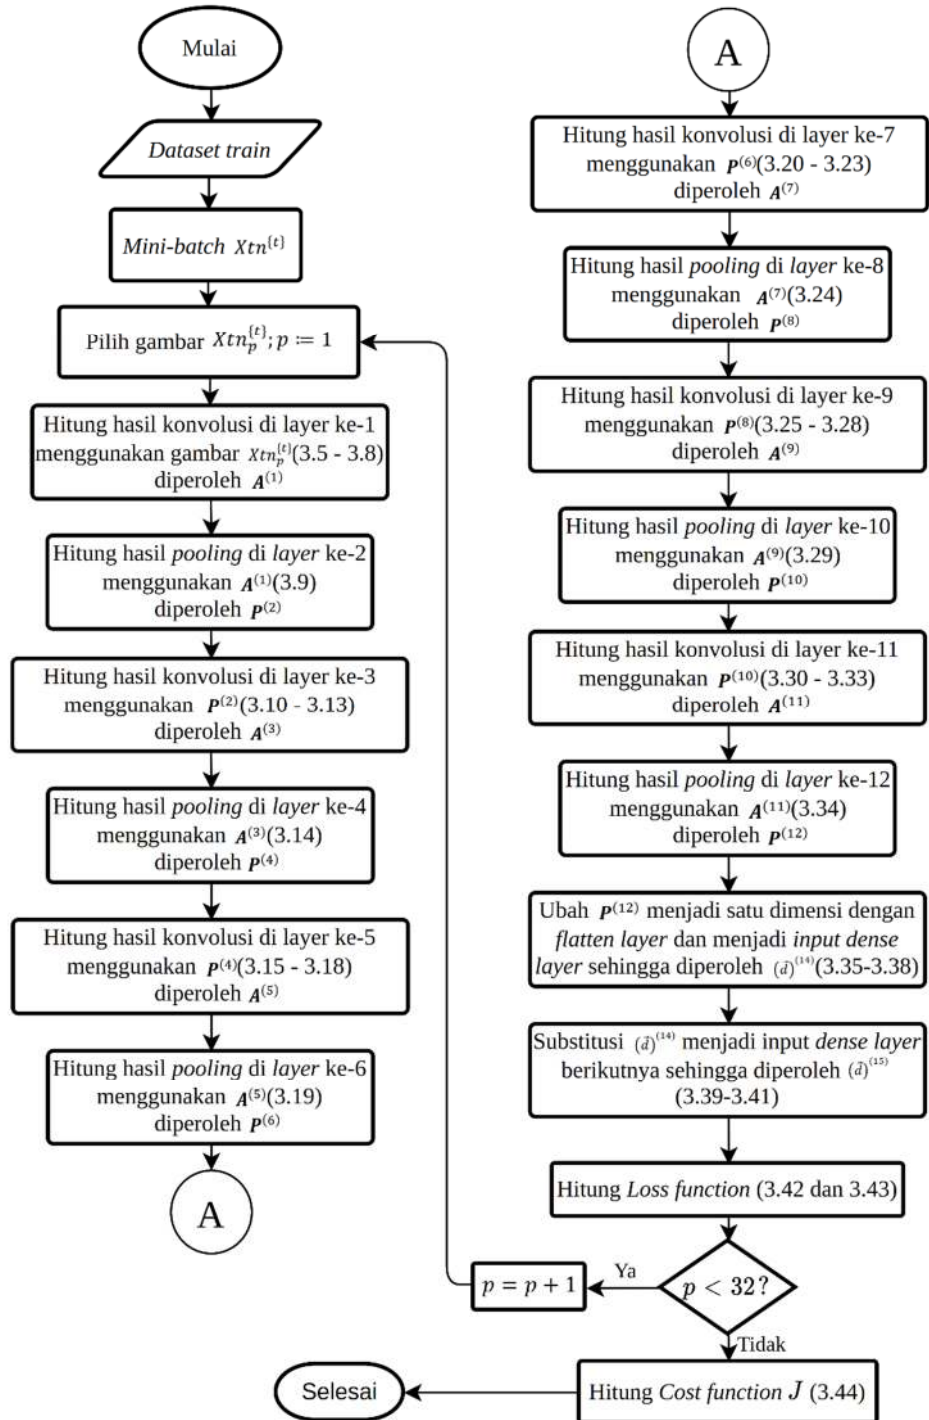 Mulai
Dataset train
Mini-batch Xtn^{t}
Pilih gambar Xtn_p^{t}; p := 1
Hitung hasil konvolusi di layer ke-1
menggunakan gambar Xtn_p^{t}(3.5 - 3.8)
diperoleh A^(1)
Hitung hasil pooling di layer ke-2
menggunakan A^(1)(3.9)
diperoleh P^(2)
Hitung hasil konvolusi di layer ke-3
menggunakan P^(2)(3.10 - 3.13)
diperoleh A^(3)
Hitung hasil pooling di layer ke-4
menggunakan A^(3)(3.14)
diperoleh P^(4)
Hitung hasil konvolusi di layer ke-5
menggunakan P^(4)(3.15 - 3.18)
diperoleh A^(5)
Hitung hasil pooling di layer ke-6
menggunakan A^(5)(3.19)
diperoleh P^(6)
A
A
Hitung hasil konvolusi di layer ke-7
menggunakan P^(6)(3.20 - 3.23)
diperoleh A^(7)
Hitung hasil pooling di layer ke-8
menggunakan A^(7)(3.24)
diperoleh P^(8)
Hitung hasil konvolusi di layer ke-9
menggunakan P^(8)(3.25 - 3.28)
diperoleh A^(9)
Hitung hasil pooling di layer ke-10
menggunakan A^(9)(3.29)
diperoleh P^(10)
Hitung hasil konvolusi di layer ke-11
menggunakan P^(10)(3.30 - 3.33)
diperoleh A^(11)
Hitung hasil pooling di layer ke-12
menggunakan A^(11)(3.34)
diperoleh P^(12)
Ubah P^(12) menjadi satu dimensi dengan
flatten layer dan menjadi input dense
layer sehingga diperoleh (d⃗)^(14)(3.35-3.38)
Substitusi (d⃗)^(14) menjadi input dense layer
berikutnya sehingga diperoleh (d⃗)^(15)
(3.39-3.41)
Hitung Loss function (3.42 dan 3.43)
p < 32?
Ya
p = p + 1
Tidak
Hitung Cost function J (3.44)
Selesai